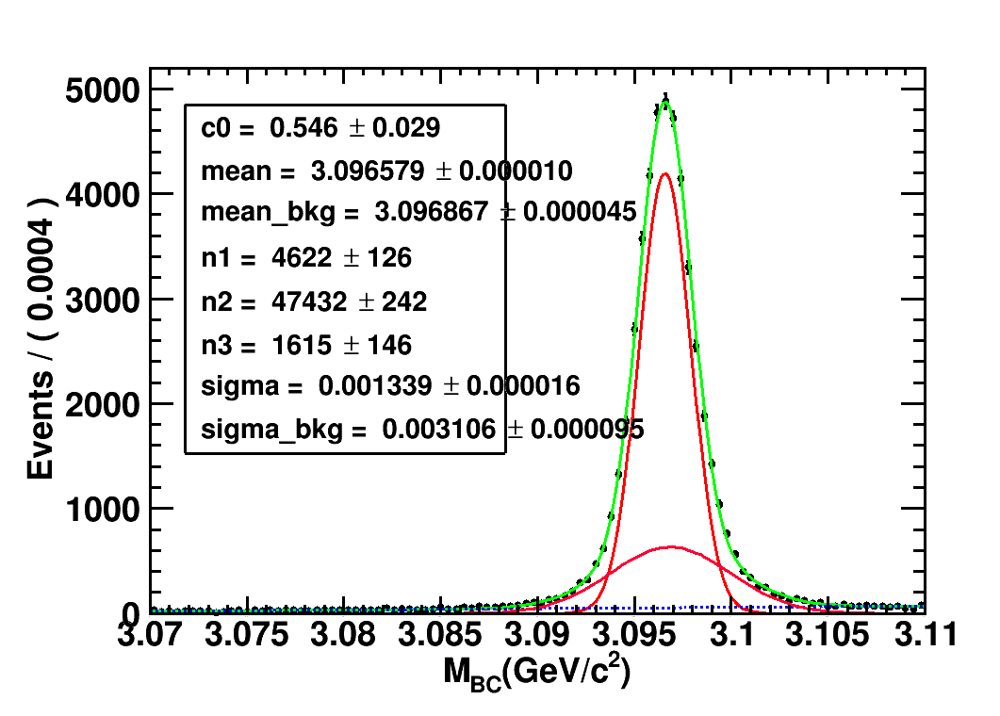 5000
4000
3000
2000
1000
0
Events / ( 0.0004 )
c0 = 0.546 ± 0.029
mean = 3.096579 ± 0.000010
mean_bkg = 3.096867 ± 0.000045
n1 = 4622 ± 126
n2 = 47432 ± 242
n3 = 1615 ± 146
sigma = 0.001339 ± 0.000016
sigma_bkg = 0.003106 ± 0.000095
3.07 3.075 3.08 3.085 3.09 3.095 3.1 3.105 3.11
M_BC(GeV/c²)